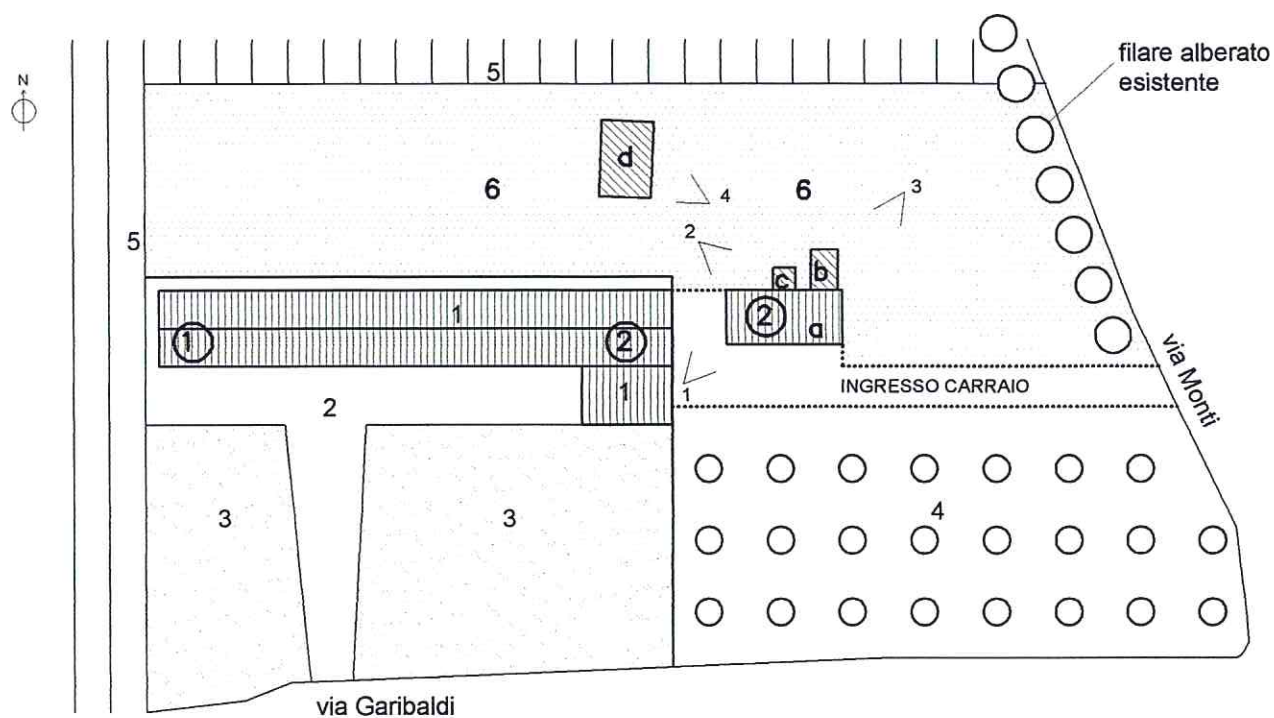 N
filare alberato
esistente
5
d
6
4
6
3
2
5
c
b
1
2
a
1
2
1
1
INGRESSO CARRAIO
via Monti
2
3
3
4
via Garibaldi